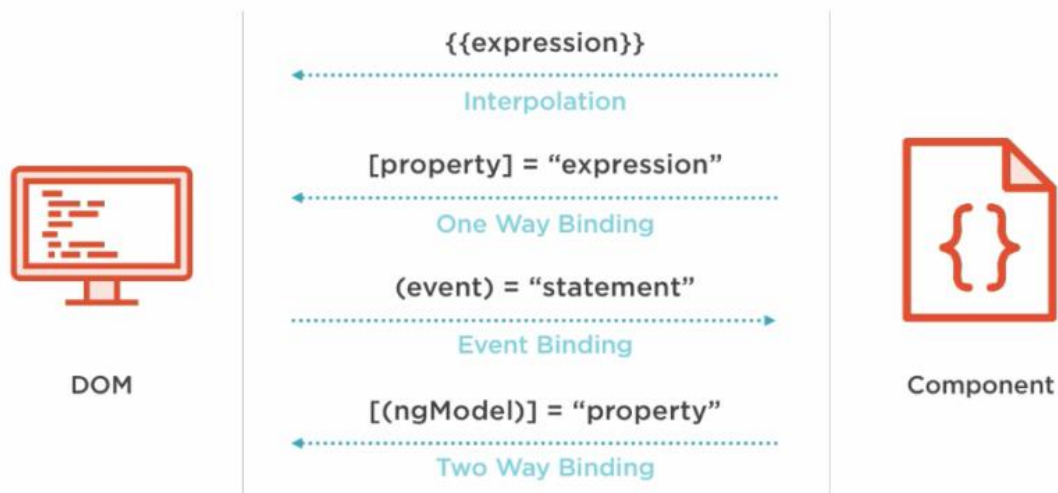 {{expression}}
Interpolation
[property] = “expression”
One Way Binding
(event) = “statement”
Event Binding
DOM
Component
[(ngModel)] = “property”
Two Way Binding